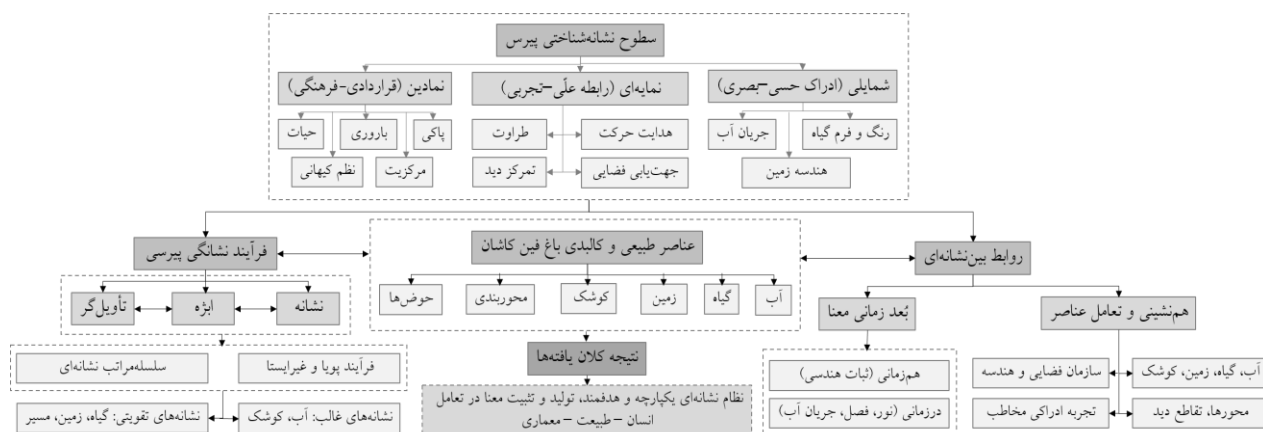 سطوح نشانه‌شناختی پیرس
شمایلی (ادراک حسی–بصری)
نمایه‌ای (رابطه علّی–تجربی)
نمادین (قراردادی-فرهنگی)
رنگ و فرم گیاه
جریان آب
هندسه زمین
هدایت حرکت
طراوت
جهت‌یابی فضایی
تمرکز دید
پاکی
باروری
حیات
مرکزیت
نظم کیهانی
روابط بین‌نشانه‌ای
عناصر طبیعی و کالبدی باغ فین کاشان
فرآیند نشانگی پیرسی
آب
گیاه
زمین
کوشک
محوربندی
حوض‌ها
نشانه
ابژه
تأویل‌گر
هم‌نشینی و تعامل عناصر
بُعد زمانی معنا
نتیجه کلان یافته‌ها
آب، گیاه، زمین، کوشک
سازمان فضایی و هندسه
محورها، تقاطع دید
تجربه ادراکی مخاطب
هم‌زمانی (ثبات هندسی)
درزمانی (نور، فصل، جریان آب)
نظام نشانه‌ای یکپارچه و هدفمند، تولید و تثبیت معنا در تعامل
انسان – طبیعت – معماری
فرآیند پویا و غیرایستا
سلسله‌مراتب نشانه‌ای
نشانه‌های غالب: آب، کوشک
نشانه‌های تقویتی: گیاه، زمین، مسیر